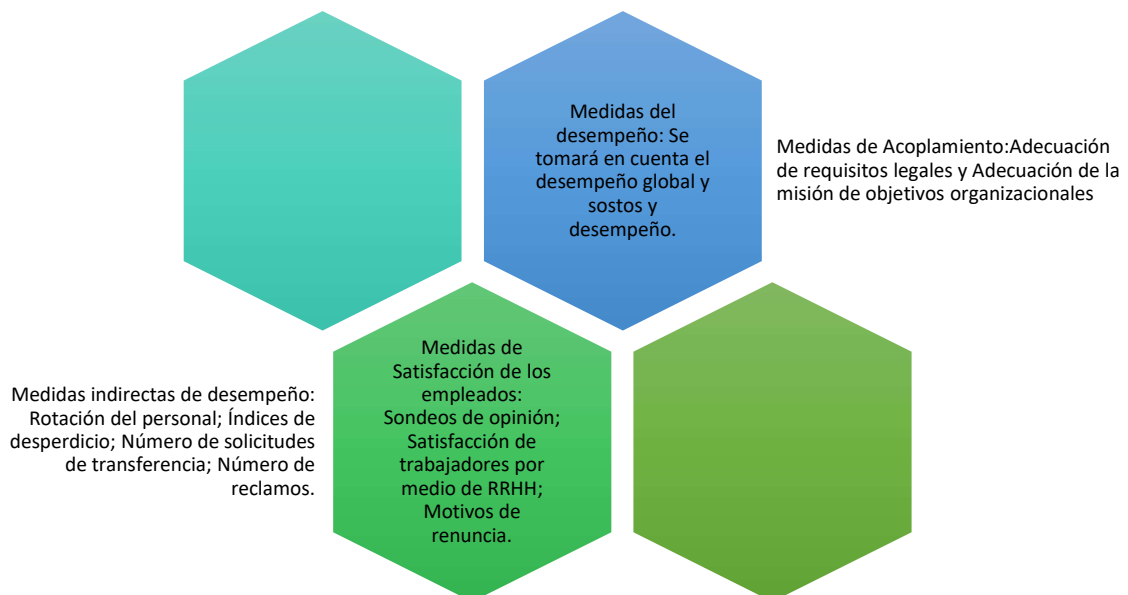 Medidas del
desempeño: Se
tomará en cuenta el
desempeño global y
sostos y
desempeño.
Medidas de Acoplamiento:Adecuación
de requisitos legales y Adecuación de la
misión de objetivos organizacionales
Medidas indirectas de desempeño:
Rotación del personal; Índices de
desperdicio; Número de solicitudes
de transferencia; Número de
reclamos.
Medidas de
Satisfacción de los
empleados:
Sondeos de opinión;
Satisfacción de
trabajadores por
medio de RRHH;
Motivos de
renuncia.